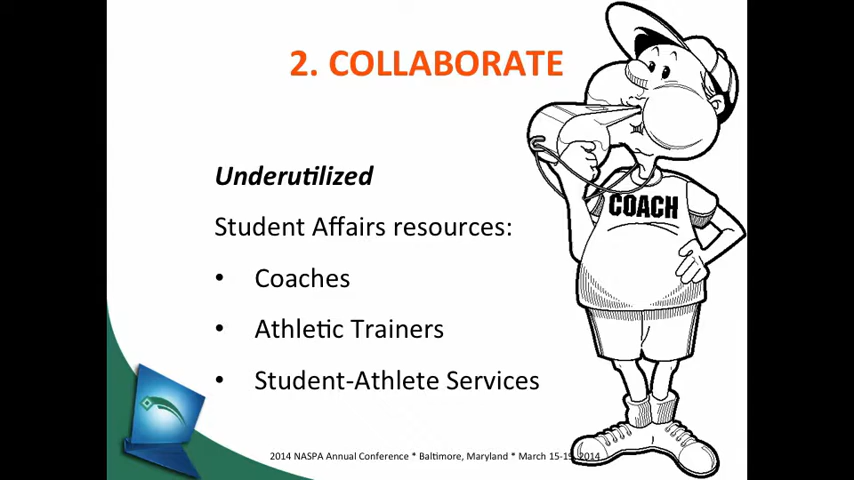 2. COLLABORATE
COACH
Underutilized
Student Affairs resources:
• Coaches
• Athletic Trainers
• Student-Athlete Services
2014 NASPA Annual Conference * Baltimore, Maryland * March 15-19, 2014